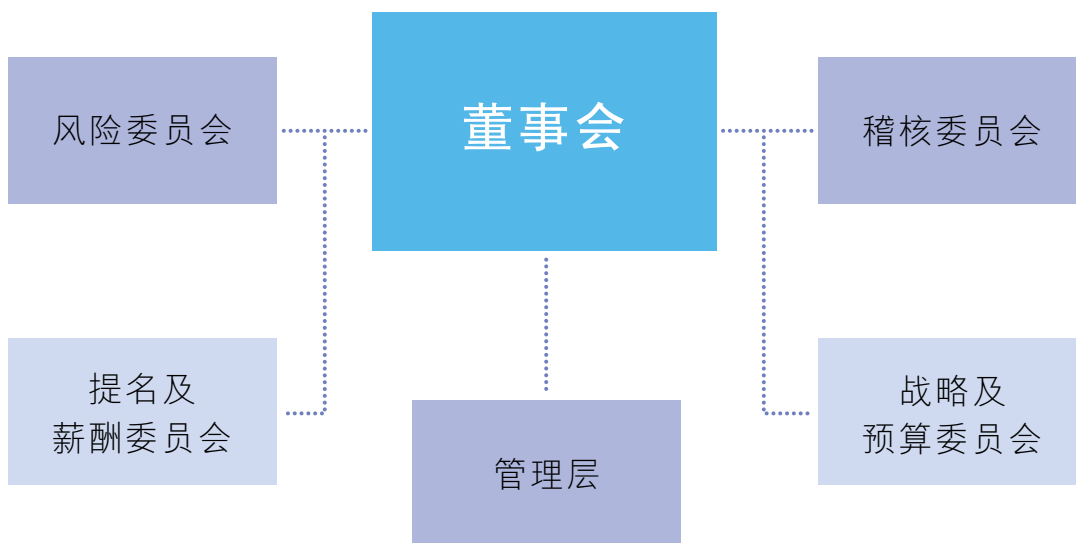 董事会
风险委员会
稽核委员会
提名及
薪酬委员会
战略及
预算委员会
管理层